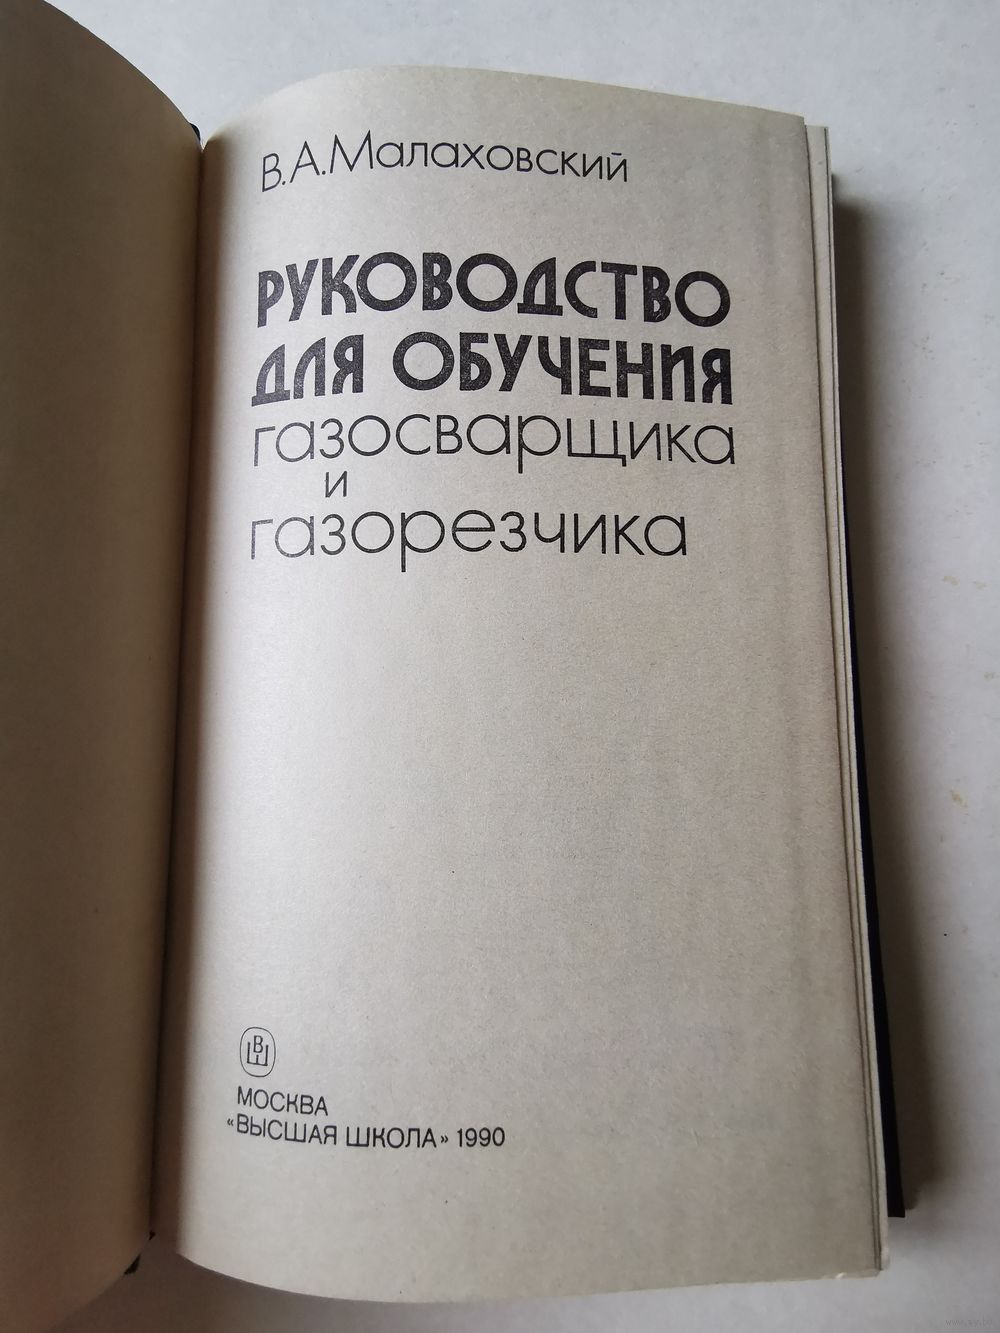 В.А.Малаховский
РУКОВОДСТВО
ДЛЯ ОБУЧЕНИЯ
газосварщика
и
газорезчика
ВШ
МОСКВА
«ВЫСШАЯ ШКОЛА» 1990